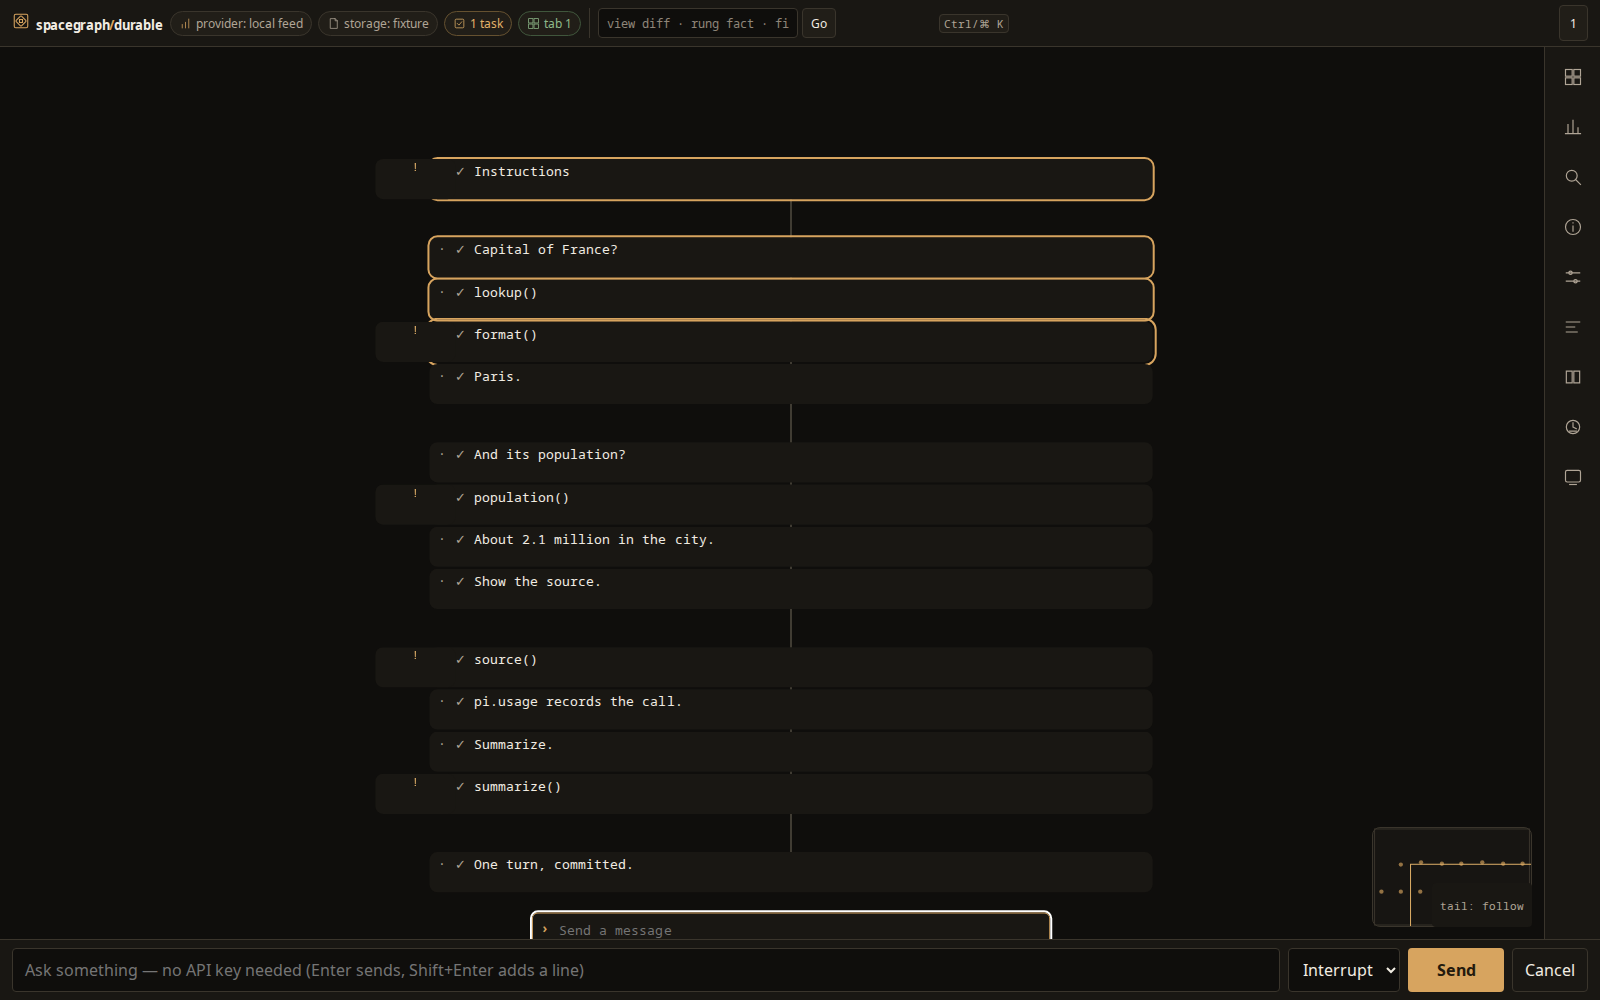 spacegraph/durable
provider: local feed
storage: fixture
1 task
tab 1
view diff · rung fact · fi
Go
Ctrl/⌘ K
1
! ✓ Instructions
· ✓ Capital of France?
· ✓ lookup()
! ✓ format()
· ✓ Paris.
· ✓ And its population?
! ✓ population()
· ✓ About 2.1 million in the city.
· ✓ Show the source.
! ✓ source()
· ✓ pi.usage records the call.
· ✓ Summarize.
! ✓ summarize()
· ✓ One turn, committed.
tail: follow
› Send a message
Ask something — no API key needed (Enter sends, Shift+Enter adds a line)
Interrupt
Send
Cancel